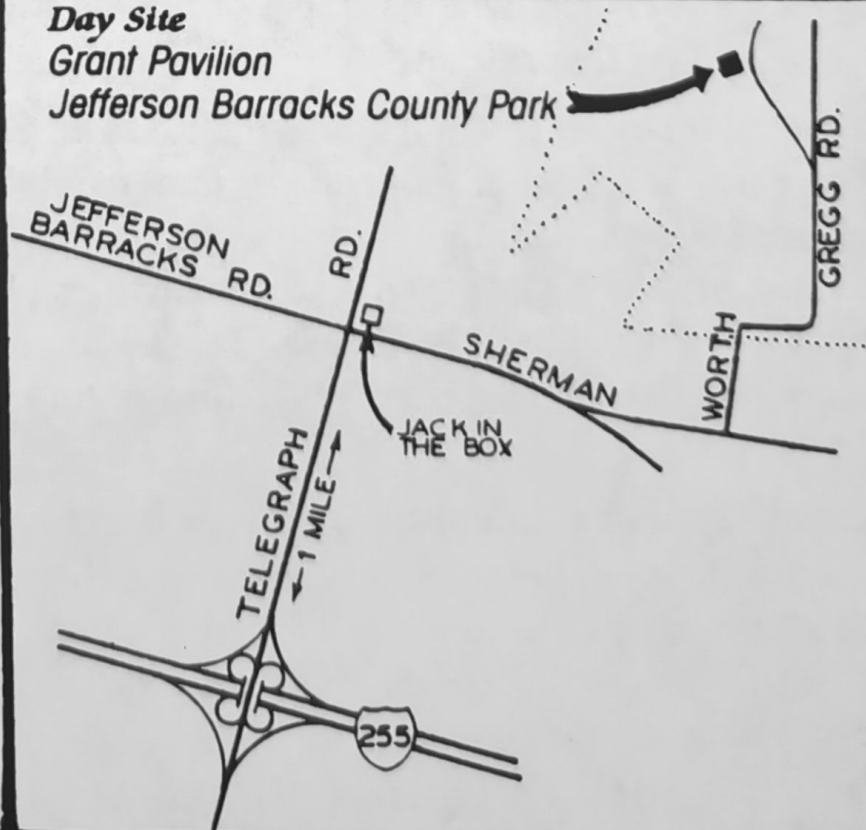 Day Site
Grant Pavilion
Jefferson Barracks County Park
JEFFERSON
BARRACKS RD.
RD.
GREGG RD.
SHERMAN
WORTH
JACK IN
THE BOX
TELEGRAPH
1 MILE
255